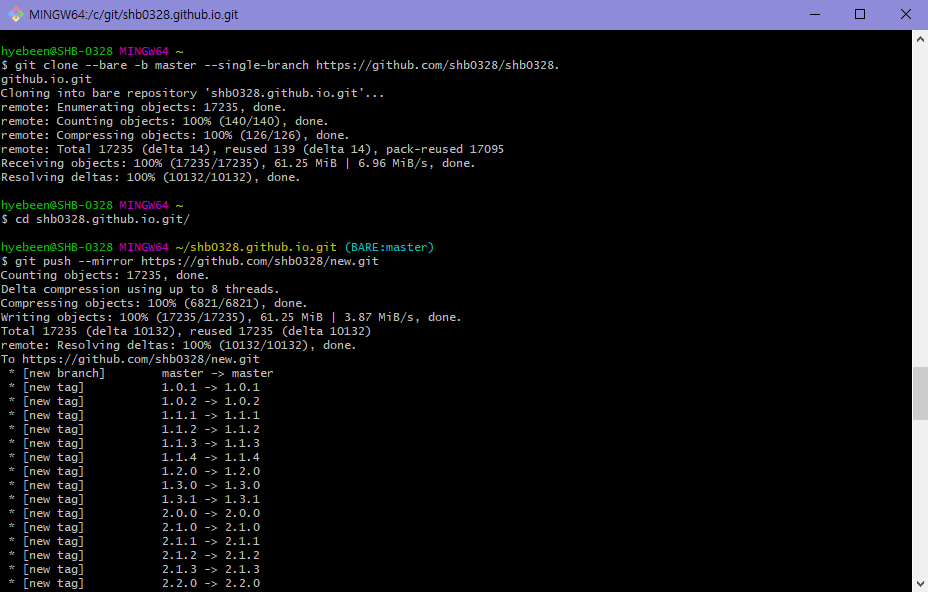 MINGW64:/c/git/shb0328.github.io.git
hyebeen@SHB-0328 MINGW64 ~
$ git clone --bare -b master --single-branch https://github.com/shb0328/shb0328.
github.io.git
Cloning into bare repository 'shb0328.github.io.git'...
remote: Enumerating objects: 17235, done.
remote: Counting objects: 100% (140/140), done.
remote: Compressing objects: 100% (126/126), done.
remote: Total 17235 (delta 14), reused 139 (delta 14), pack-reused 17095
Receiving objects: 100% (17235/17235), 61.25 MiB | 6.96 MiB/s, done.
Resolving deltas: 100% (10132/10132), done.
hyebeen@SHB-0328 MINGW64 ~
$ cd shb0328.github.io.git/
hyebeen@SHB-0328 MINGW64 ~/shb0328.github.io.git (BARE:master)
$ git push --mirror https://github.com/shb0328/new.git
Counting objects: 17235, done.
Delta compression using up to 8 threads.
Compressing objects: 100% (6821/6821), done.
Writing objects: 100% (17235/17235), 61.25 MiB | 3.87 MiB/s, done.
Total 17235 (delta 10132), reused 17235 (delta 10132)
remote: Resolving deltas: 100% (10132/10132), done.
To https://github.com/shb0328/new.git
* [new branch] master -> master
* [new tag] 1.0.1 -> 1.0.1
* [new tag] 1.0.2 -> 1.0.2
* [new tag] 1.1.1 -> 1.1.1
* [new tag] 1.1.2 -> 1.1.2
* [new tag] 1.1.3 -> 1.1.3
* [new tag] 1.1.4 -> 1.1.4
* [new tag] 1.2.0 -> 1.2.0
* [new tag] 1.3.0 -> 1.3.0
* [new tag] 1.3.1 -> 1.3.1
* [new tag] 2.0.0 -> 2.0.0
* [new tag] 2.1.0 -> 2.1.0
* [new tag] 2.1.1 -> 2.1.1
* [new tag] 2.1.2 -> 2.1.2
* [new tag] 2.1.3 -> 2.1.3
* [new tag] 2.2.0 -> 2.2.0